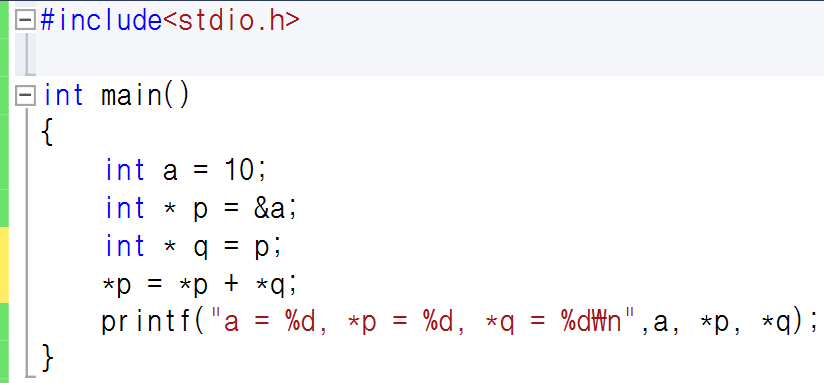 #include<stdio.h>
int main()
{
int a = 10;
int * p = &a;
int * q = p;
*p = *p + *q;
printf("a = %d, *p = %d, *q = %d₩n",a, *p, *q);
}